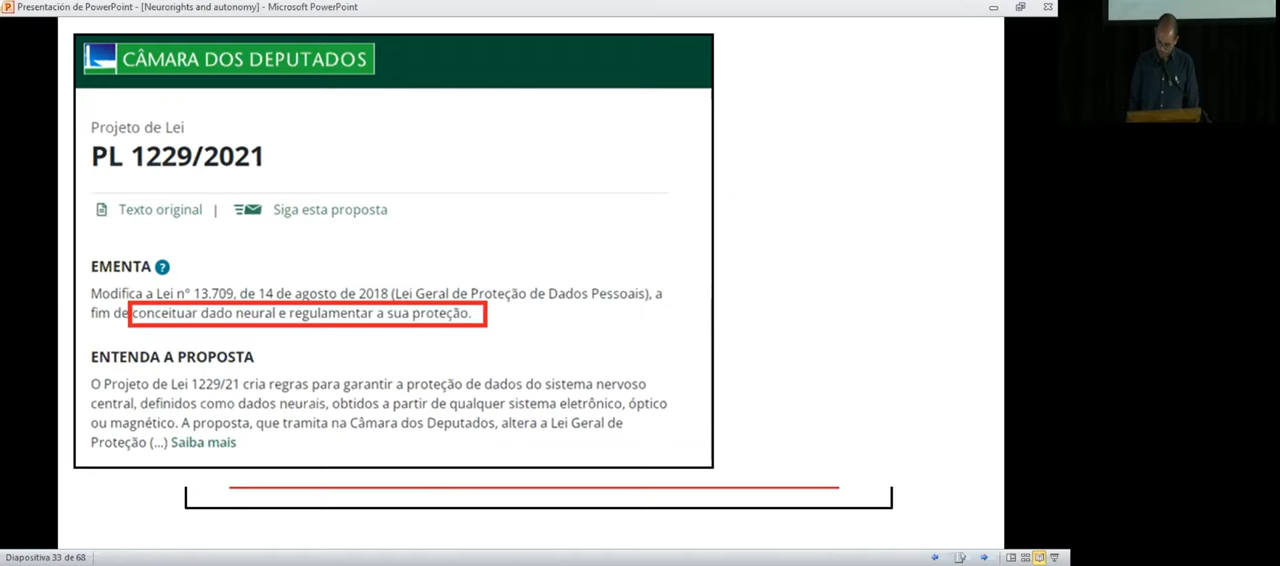 Presentación de PowerPoint - [Neurorights and autonomy] - Microsoft PowerPoint
CÂMARA DOS DEPUTADOS
Projeto de Lei
PL 1229/2021
Texto original | Siga esta proposta
EMENTA ?
Modifica a Lei nº 13.709, de 14 de agosto de 2018 (Lei Geral de Proteção de Dados Pessoais), a
fim de conceituar dado neural e regulamentar a sua proteção.
ENTENDA A PROPOSTA
O Projeto de Lei 1229/21 cria regras para garantir a proteção de dados do sistema nervoso
central, definidos como dados neurais, obtidos a partir de qualquer sistema eletrônico, óptico
ou magnético. A proposta, que tramita na Câmara dos Deputados, altera a Lei Geral de
Proteção (...) Saiba mais
Diapositiva 33 de 68